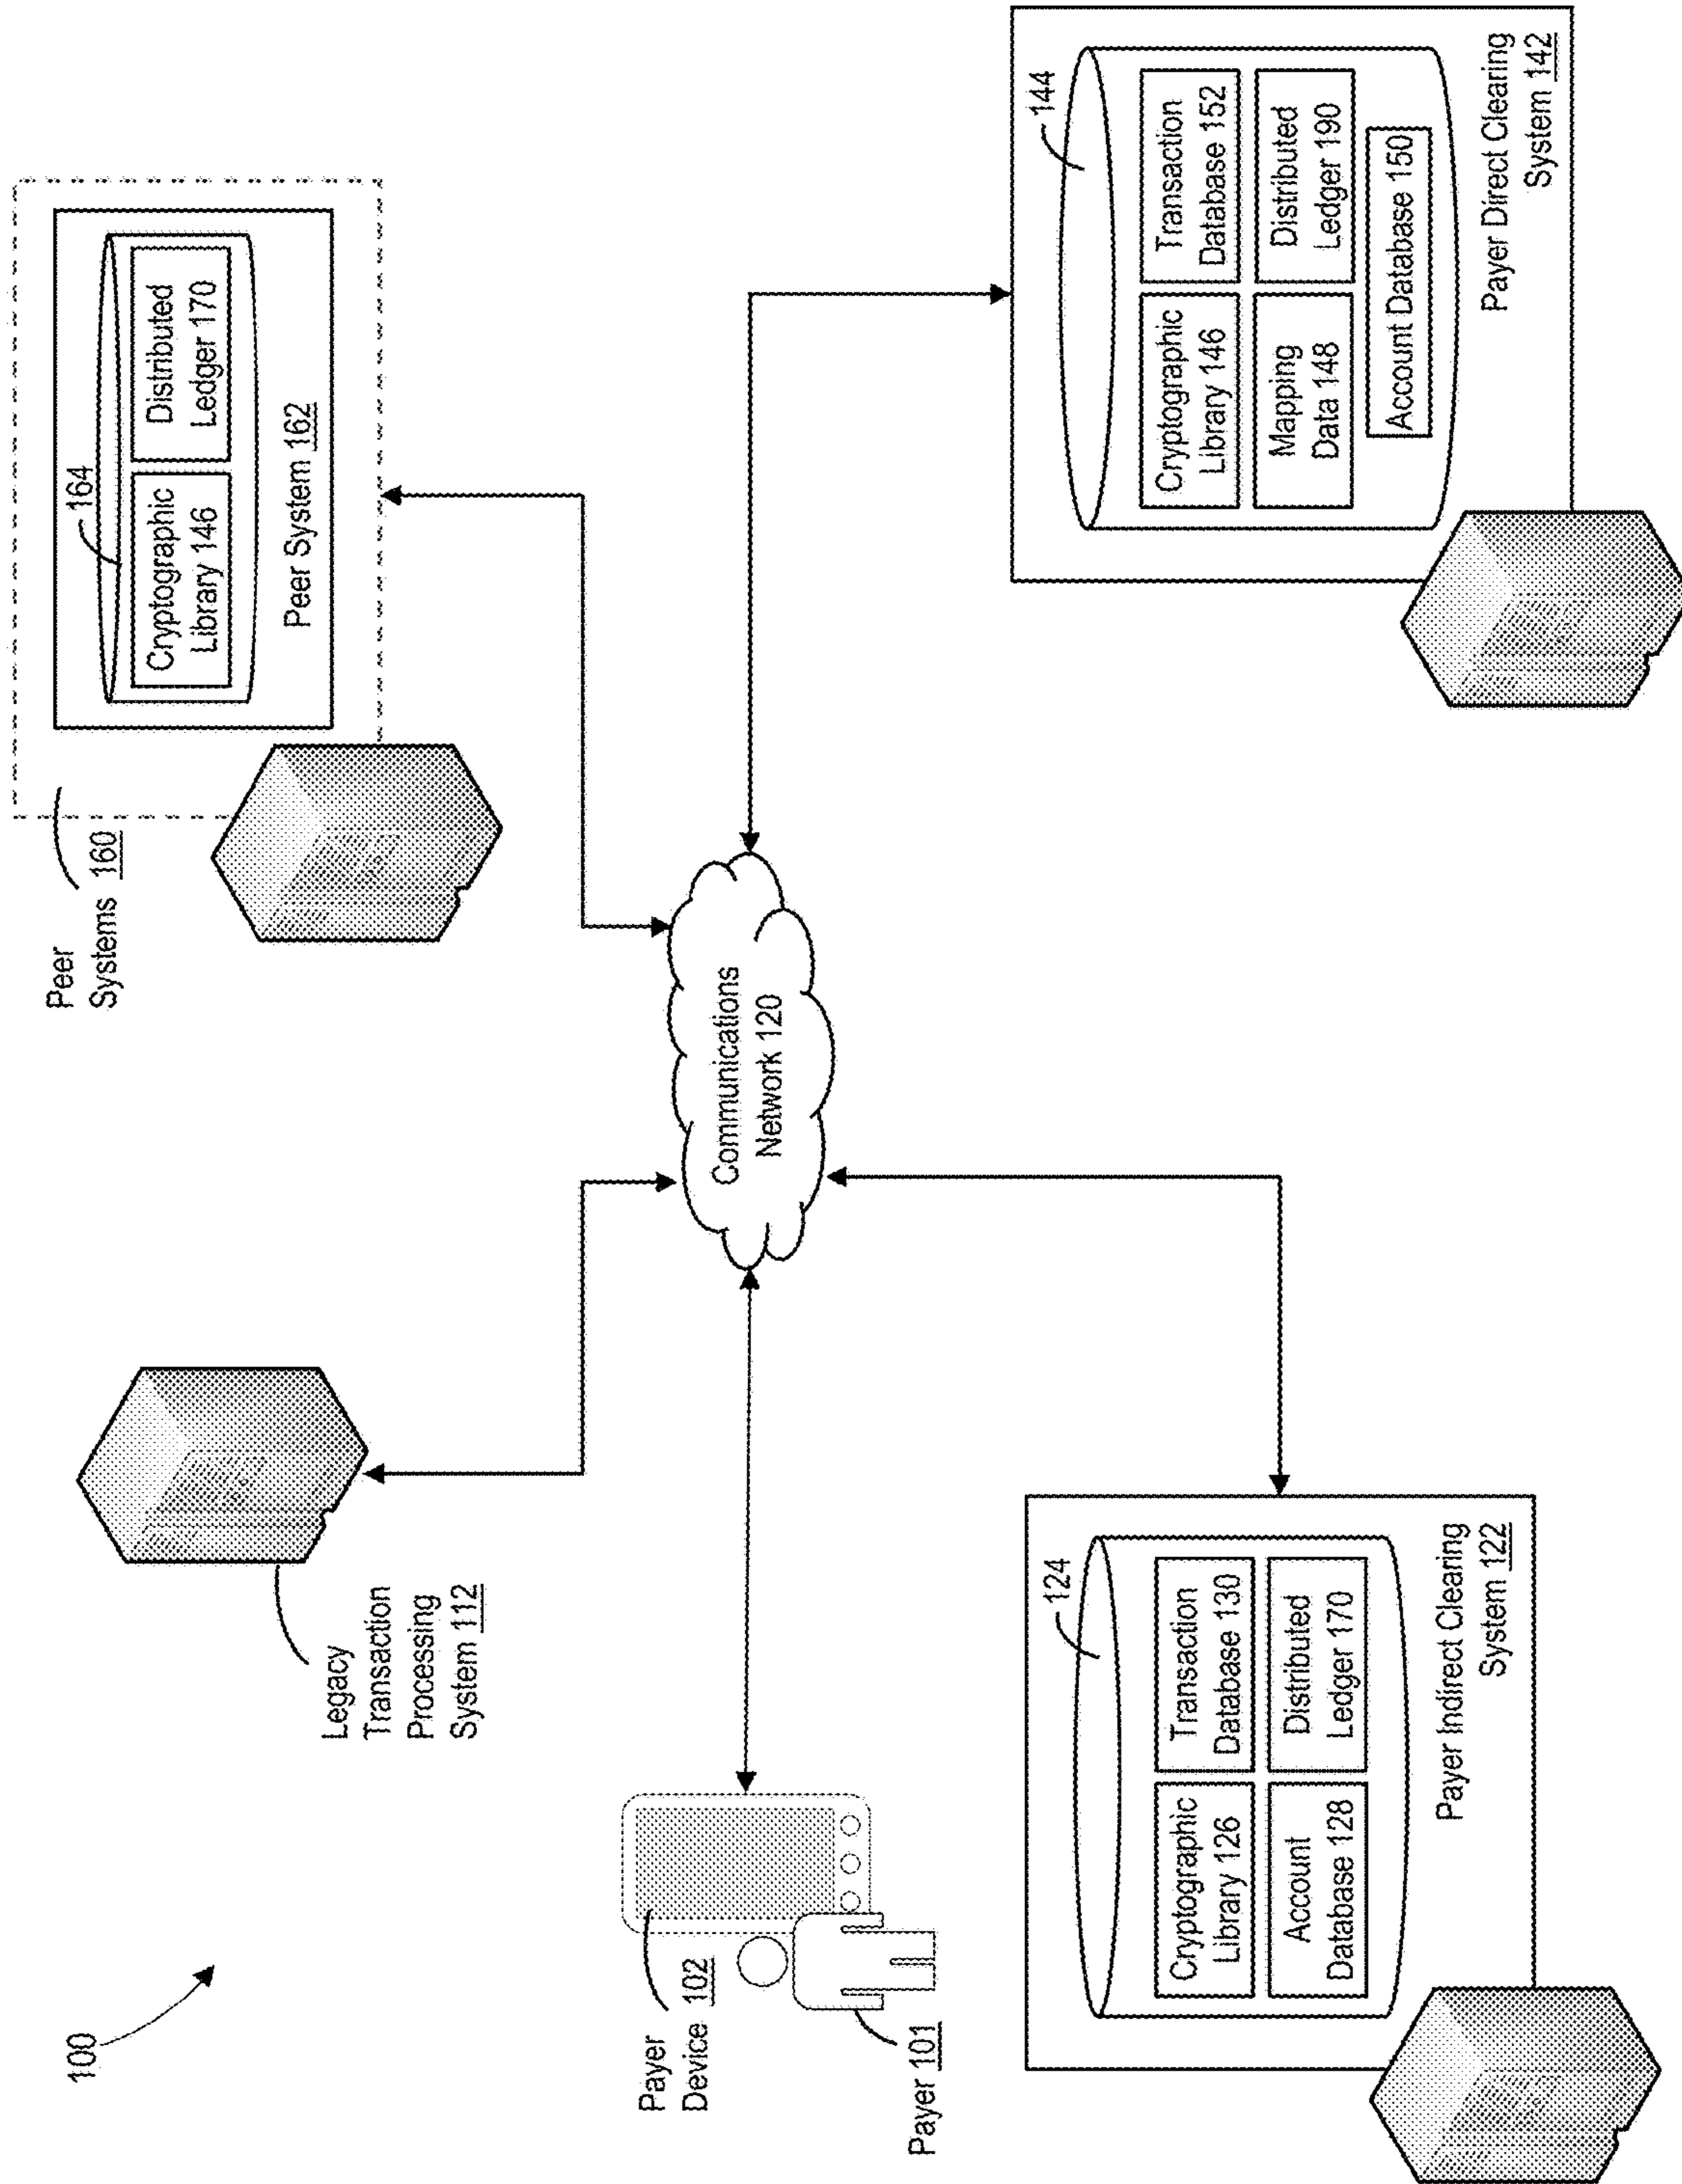 100
Legacy
Transaction
Processing
System 112
Peer
Systems 160
164
Cryptographic
Library 146
Distributed
Ledger 170
Peer System 162
Payer
Device 102
Payer 101
Communications
Network 120
124
Cryptographic
Library 126
Transaction
Database 130
Account
Database 128
Distributed
Ledger 170
Payer Indirect Clearing
System 122
144
Cryptographic
Library 146
Transaction
Database 152
Mapping
Data 148
Distributed
Ledger 190
Account Database 150
Payer Direct Clearing
System 142